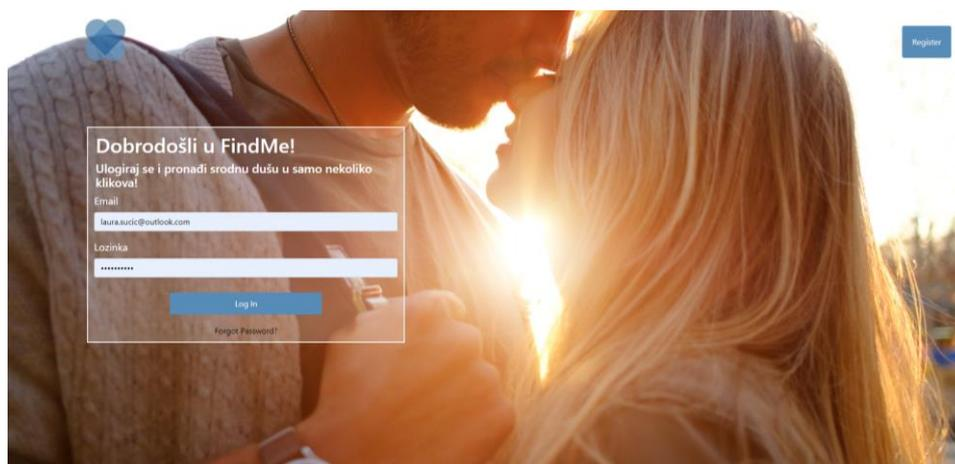 Register
Dobrodošli u FindMe!
Ulogiraj se i pronađi srodnu dušu u samo nekoliko
klikova!
Email
laura.sucic@outlook.com
Lozinka
••••••••••
Log In
Forgot Password?